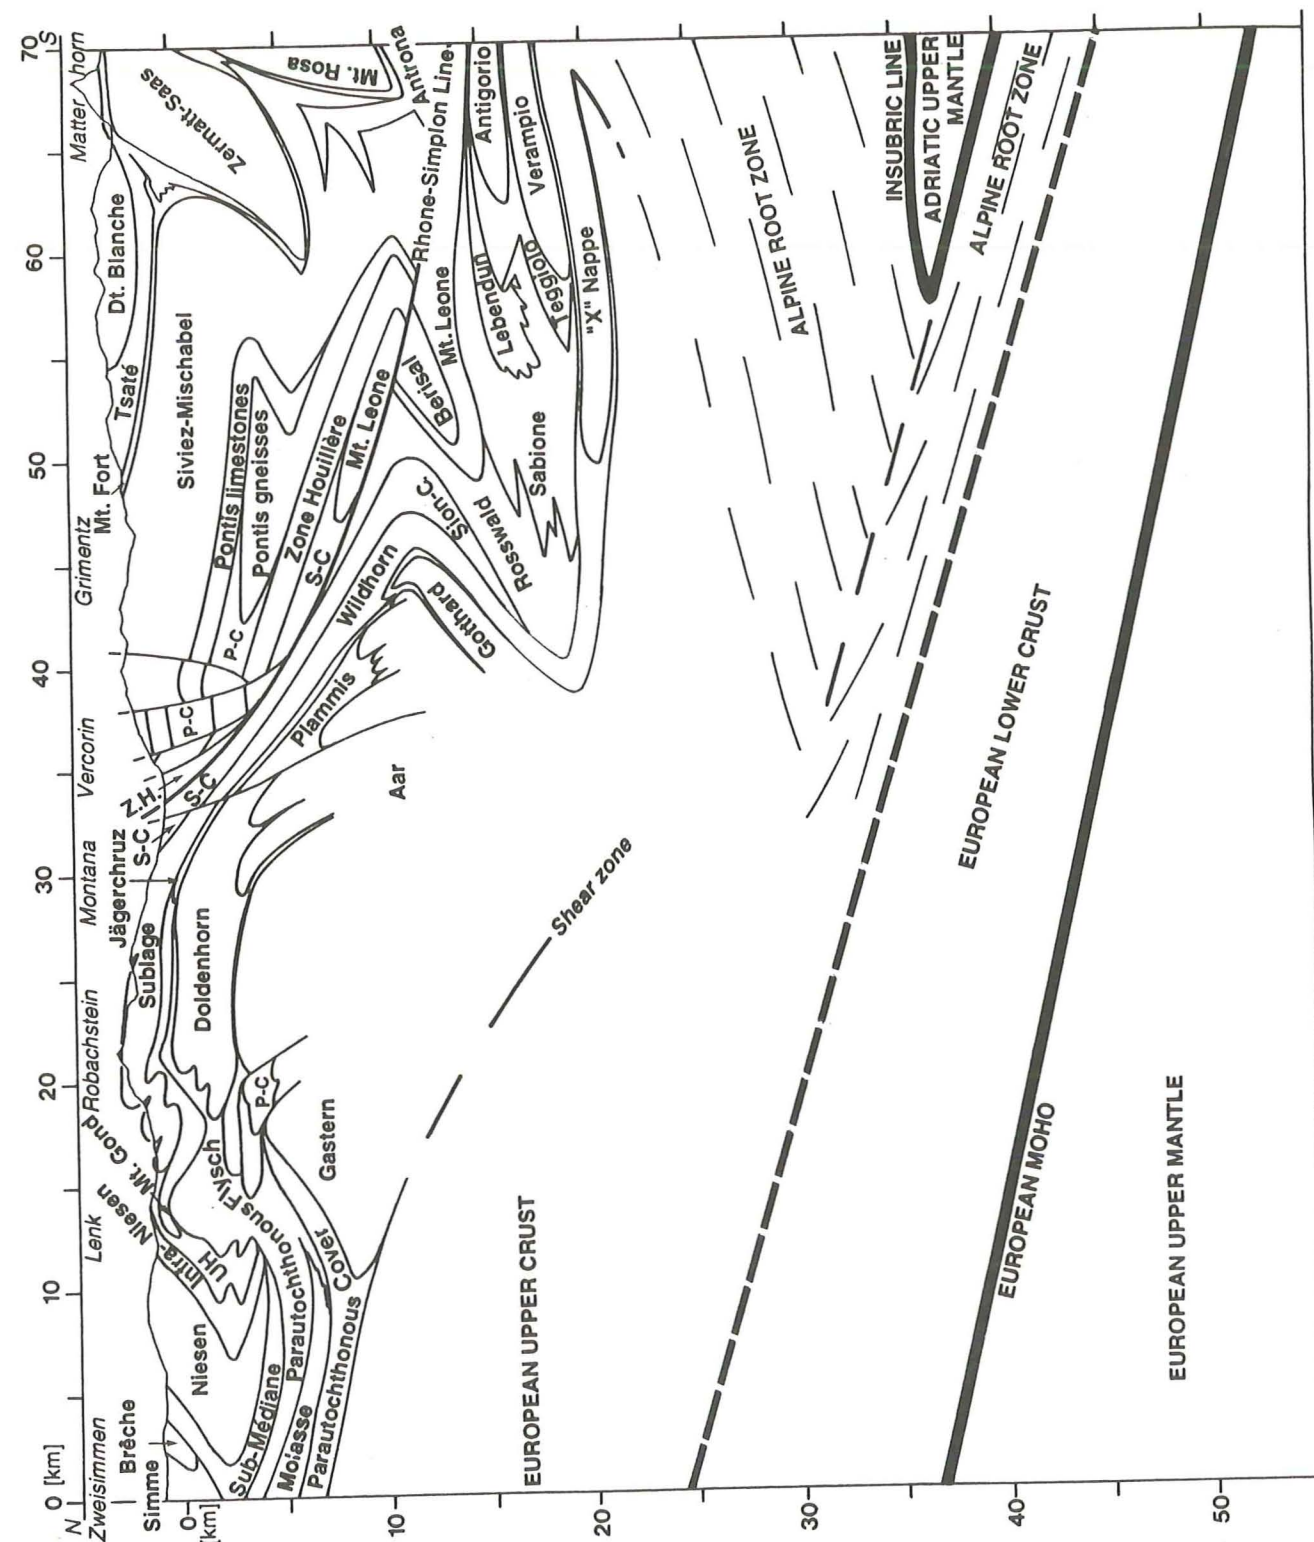 N
S
0 [km]
10
20
30
40
50
60
70
Zweisimmen
Lenk
Mt. Gond
Robachstein
Montana
Vercorin
Grimentz
Matterhorn
0
[km]
10
20
30
40
50
Simme
Brêche
Niesen
Intra-Niesen
UH
Sublage
Jägerchruz
S-C
Z.H.
S-C
P-C
P-C
Mt. Fort
Tsaté
Dt. Blanche
Siviez-Mischabel
Zermatt-Saas
Mt. Rosa
Antrona
Pontis limestones
Pontis gneisses
Zone Houillère
S-C
Mt. Leone
Rhone-Simplon Line
Berisal
Mt. Leone
Antigorio
Verampio
Lebendun
Teggiolo
"X" Nappe
Sabione
Rosswald
Sion-C.
Wildhorn
Gotthard
Plammis
Aar
Doldenhorn
P-C
Gastern
Sub-Médiane
Molasse
Parautochthonous Flysch
Parautochthonous Cover
Shear zone
ALPINE ROOT ZONE
INSUBRIC LINE
ADRIATIC UPPER
MANTLE
ALPINE ROOT ZONE
EUROPEAN UPPER CRUST
EUROPEAN LOWER CRUST
EUROPEAN MOHO
EUROPEAN UPPER MANTLE